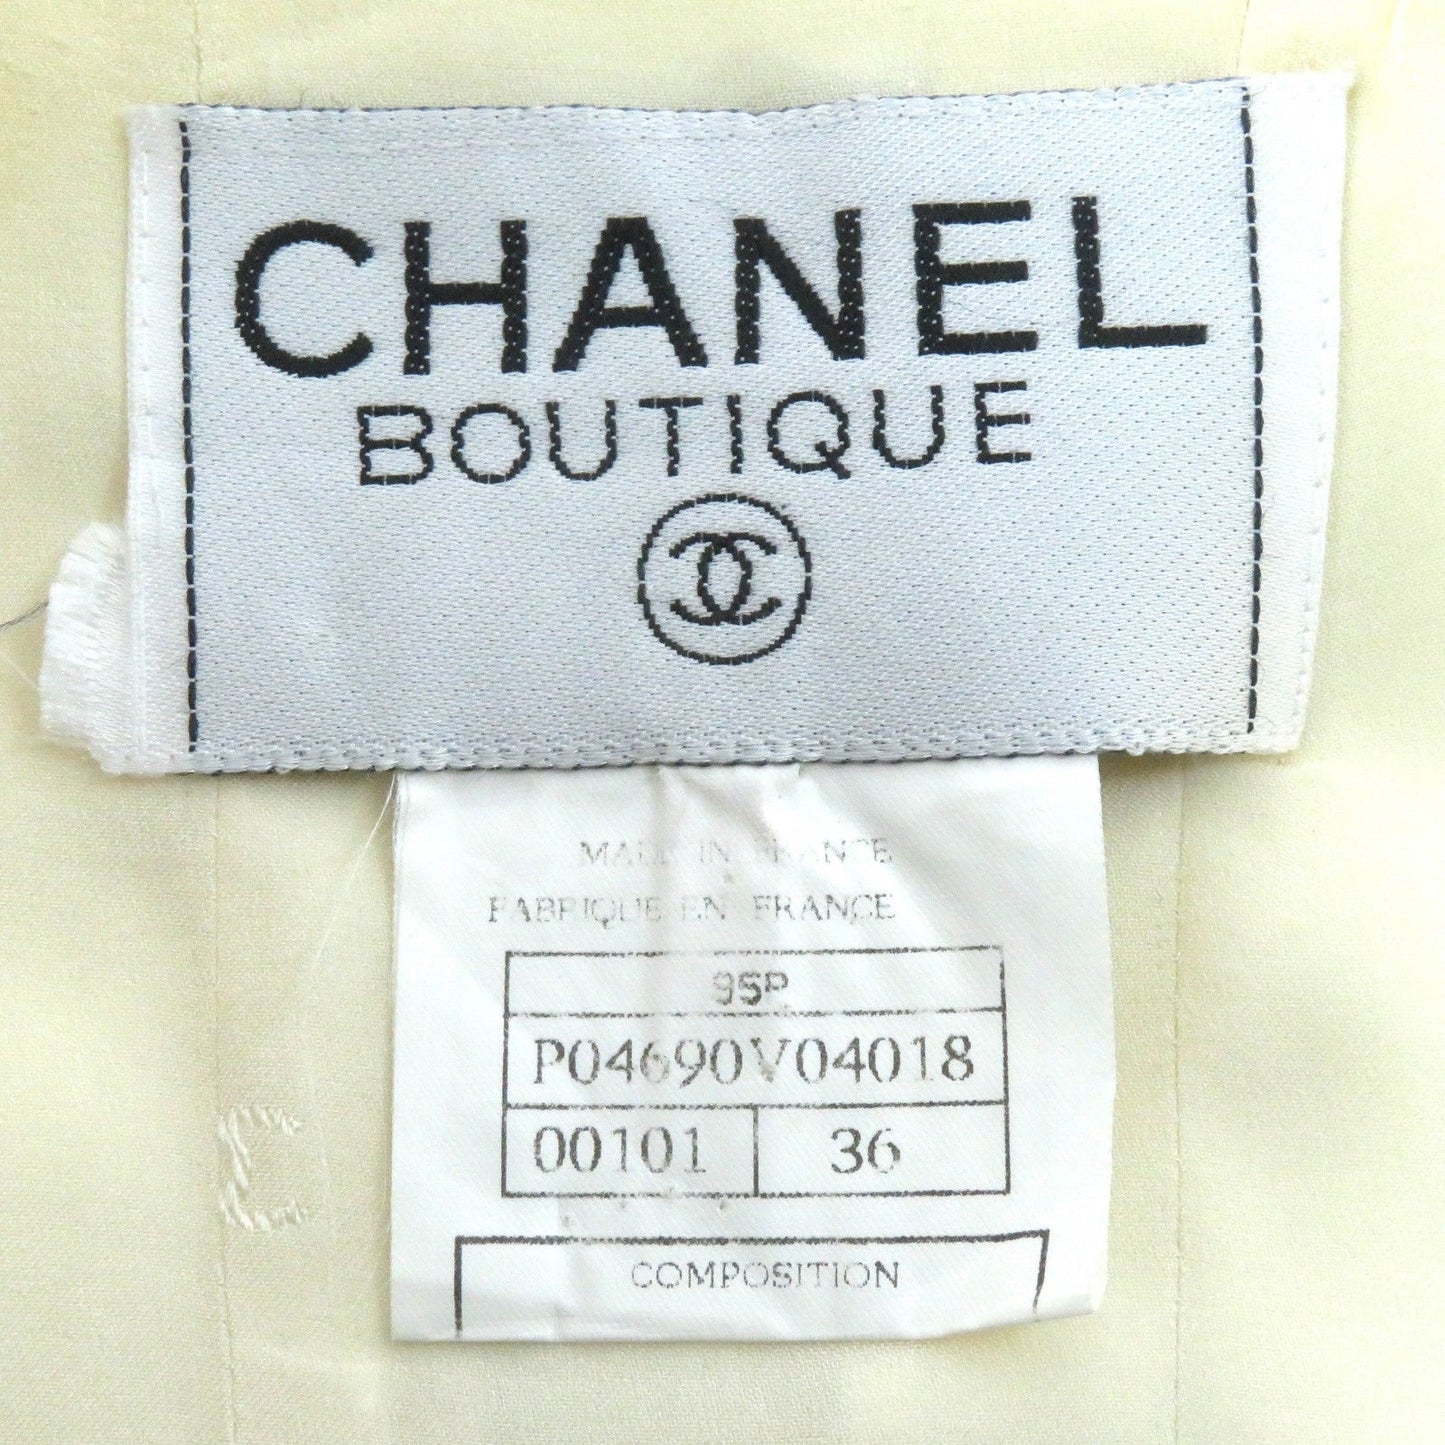 CHANEL
BOUTIQUE
MADE IN FRANCE
FABRIQUE EN FRANCE
95P
P04690V04018
00101 36
COMPOSITION